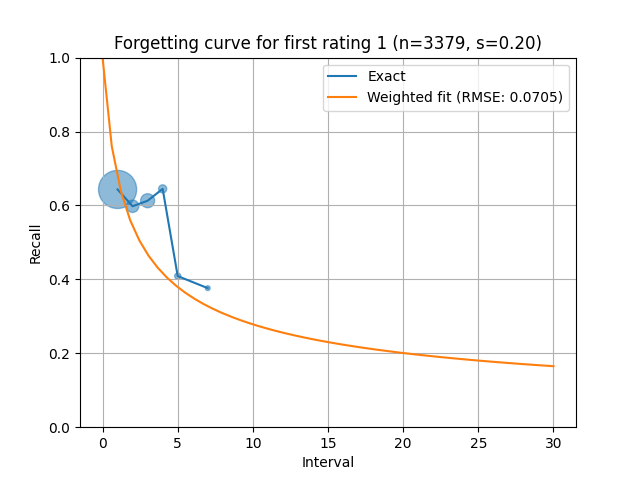 Forgetting curve for first rating 1 (n=3379, s=0.20)
Exact
Weighted fit (RMSE: 0.0705)
1.0
0.8
0.6
0.4
0.2
0.0
Recall
0 5 10 15 20 25 30
Interval